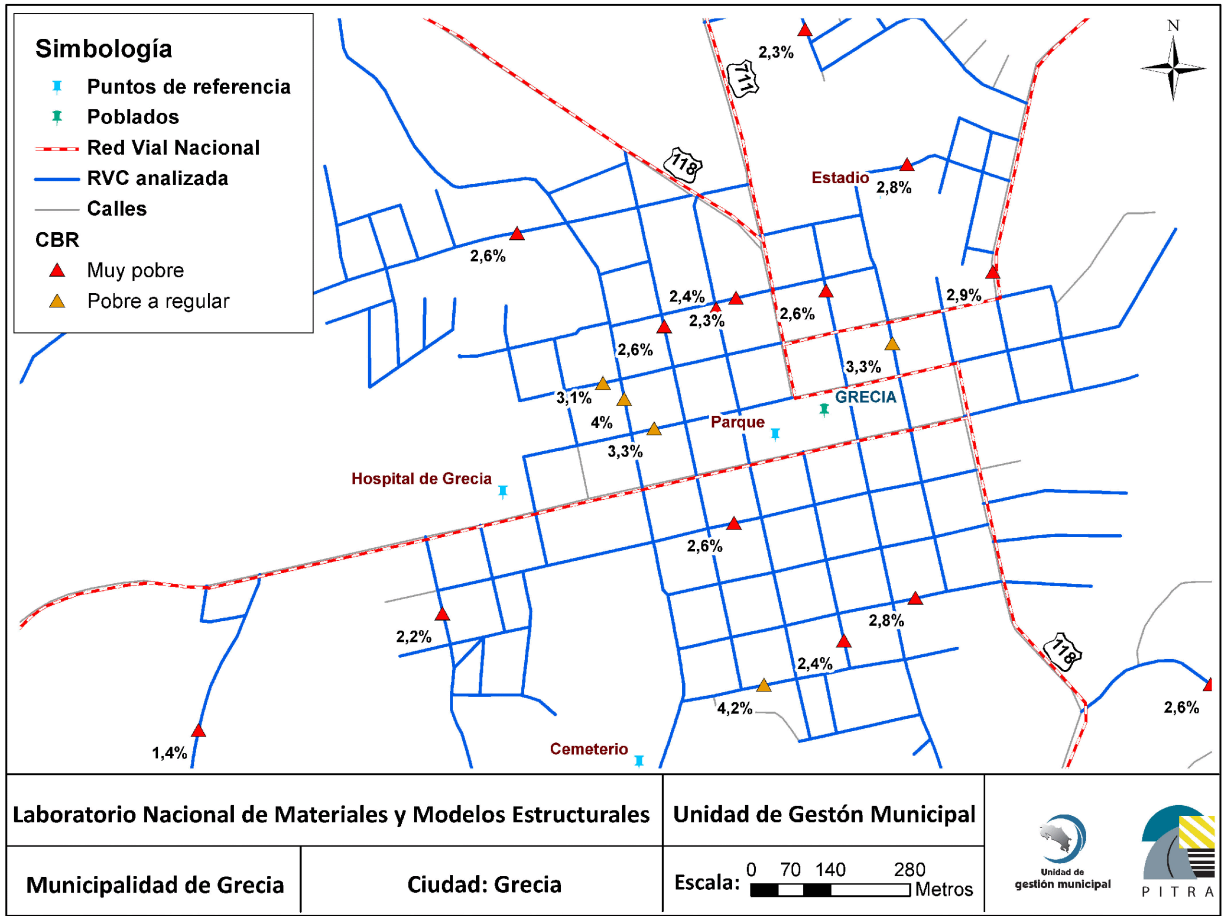 Simbología
Puntos de referencia
Poblados
Red Vial Nacional
RVC analizada
Calles
CBR
Muy pobre
Pobre a regular
N
2,3%
711
118
Estadio
2,8%
2,6%
2,4%
2,3%
2,6%
2,9%
2,6%
3,3%
3,1%
4%
GRECIA
Parque
3,3%
Hospital de Grecia
2,6%
2,8%
2,2%
2,4%
118
4,2%
2,6%
1,4%
Cemeterio
Laboratorio Nacional de Materiales y Modelos Estructurales
Unidad de Gestón Municipal
Municipalidad de Grecia
Ciudad: Grecia
Escala:
0 70 140 280
Metros
Unidad de
gestión municipal
PITRA